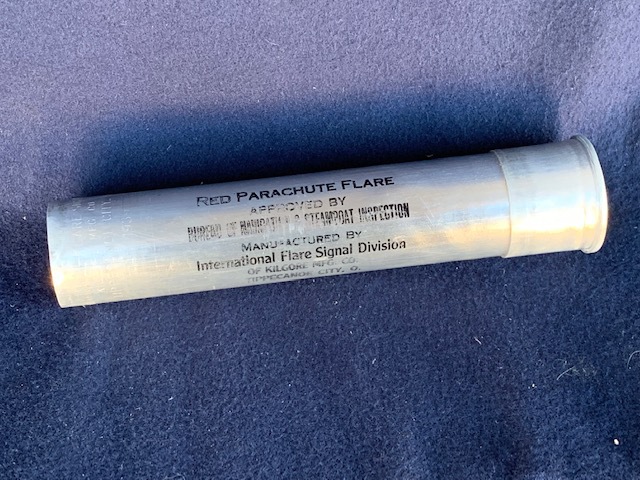 RED PARACHUTE FLARE
APPROVED BY
BUREAU OF NAVIGATION & STEAMBOAT INSPECTION
MANUFACTURED BY
International Flare Signal Division
OF KILGORE MFG. CO.
TIPPECANOE CITY, O.